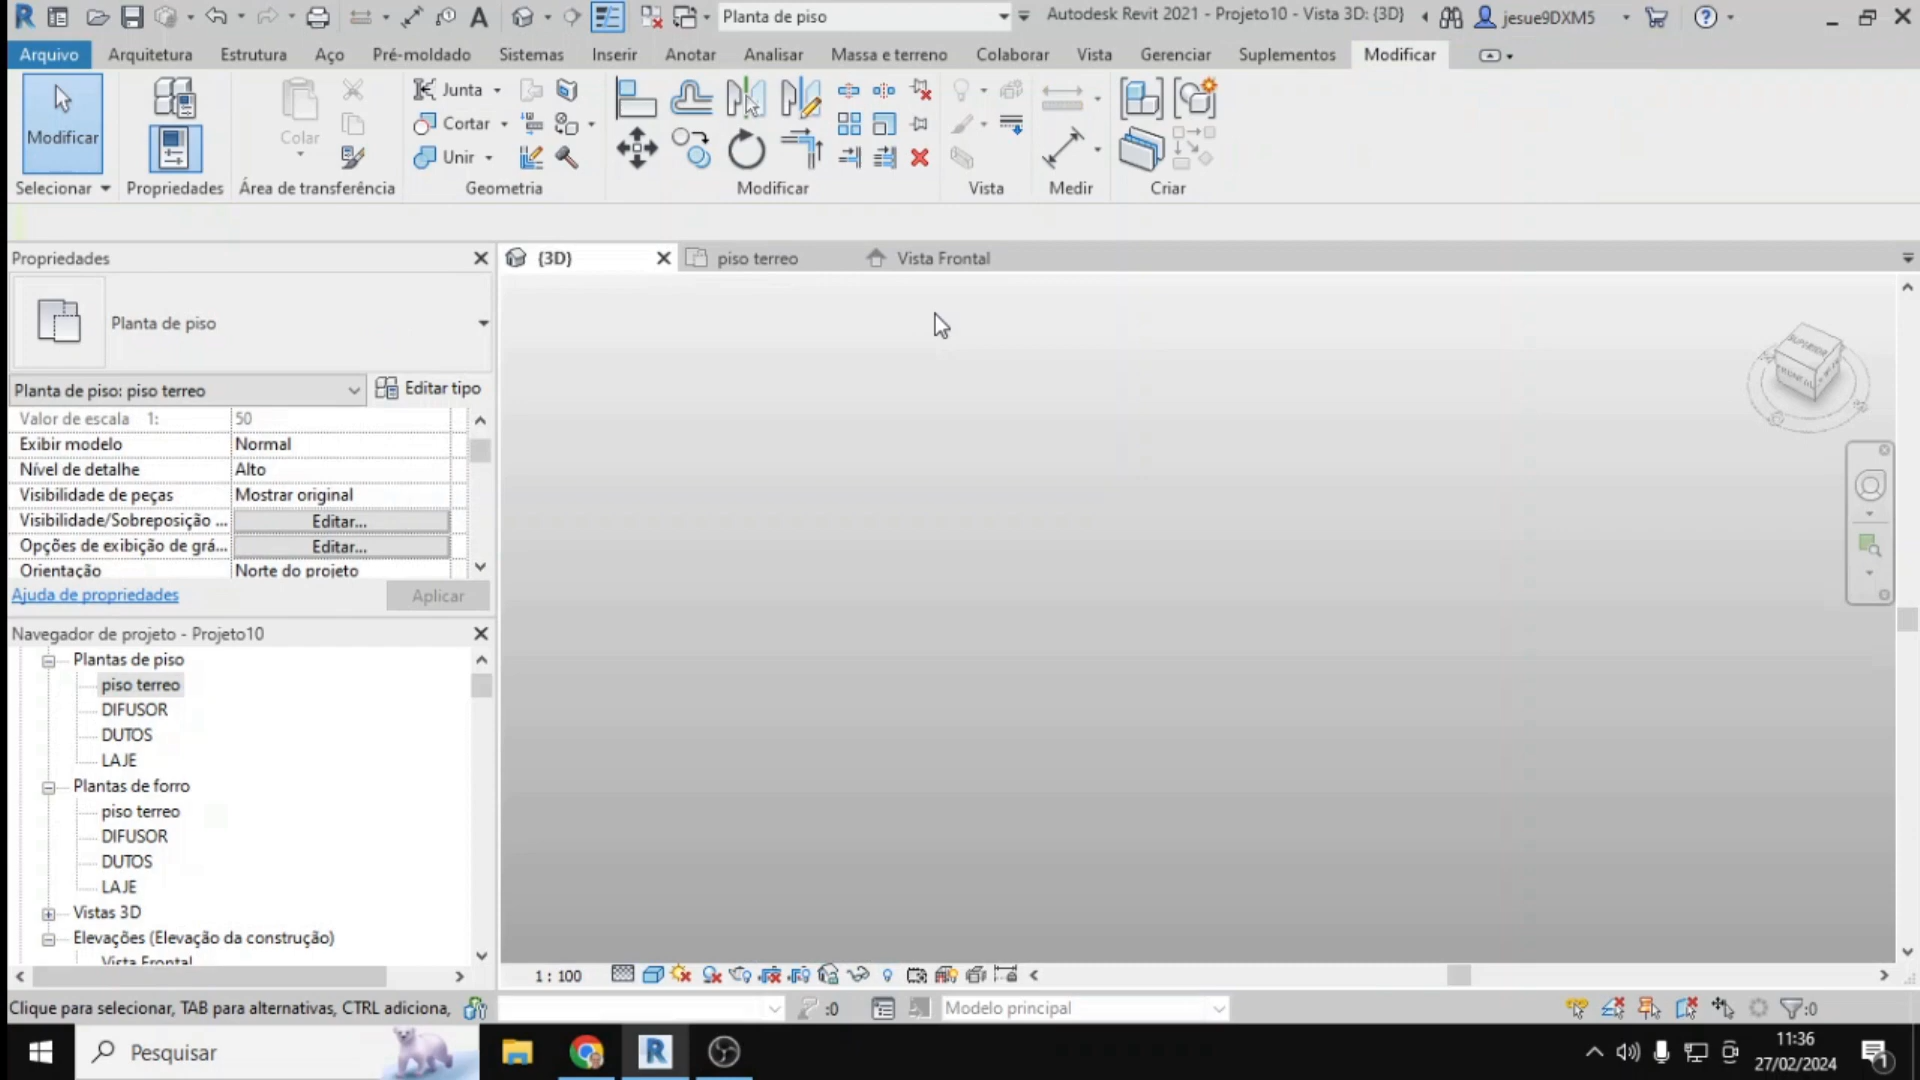 Planta de piso
Autodesk Revit 2021 - Projeto10 - Vista 3D: {3D}
jesue9DXM5
Arquivo
Arquitetura
Estrutura
Aço
Pré-moldado
Sistemas
Inserir
Anotar
Analisar
Massa e terreno
Colaborar
Vista
Gerenciar
Suplementos
Modificar
Modificar
Colar
Junta
Cortar
Unir
Selecionar
Propriedades
Área de transferência
Geometria
Modificar
Vista
Medir
Criar
Propriedades
{3D}
piso terreo
Vista Frontal
Planta de piso
Planta de piso: piso terreo
Editar tipo
Valor de escala 1:
50
Exibir modelo
Normal
Nível de detalhe
Alto
Visibilidade de peças
Mostrar original
Visibilidade/Sobreposição ...
Editar...
Opções de exibição de grá...
Editar...
Orientação
Norte do projeto
Ajuda de propriedades
Aplicar
Navegador de projeto - Projeto10
Plantas de piso
piso terreo
DIFUSOR
DUTOS
LAJE
Plantas de forro
piso terreo
DIFUSOR
DUTOS
LAJE
Vistas 3D
Elevações (Elevação da construção)
Vista Frontal
SUPERIOR
FRONTAL
1 : 100
Clique para selecionar, TAB para alternativas, CTRL adiciona,
:0
Modelo principal
:0
Pesquisar
11:36
27/02/2024
1